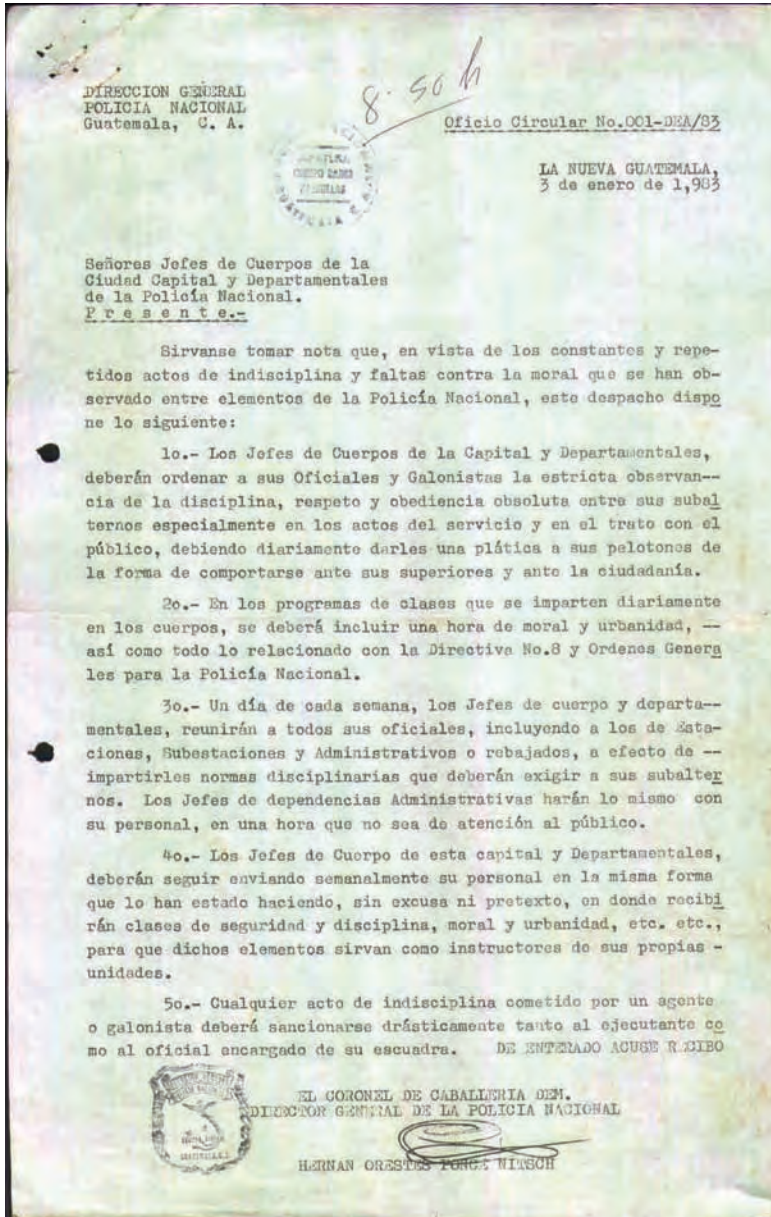 DIRECCION GENERAL
POLICIA NACIONAL
Guatemala, C. A.
8.50 h
Oficio Circular No.001-DEA/83
LA NUEVA GUATEMALA,
3 de enero de 1,983
JEFATURA
CUERPO RADIO
PATRULLAS
GUATEMALA C. A.
Señores Jefes de Cuerpos de la
Ciudad Capital y Departamentales
de la Policía Nacional.
P r e s e n t e.-
Sirvanse tomar nota que, en vista de los constantes y repe-
tidos actos de indisciplina y faltas contra la moral que se han ob-
servado entre elementos de la Policía Nacional, este despacho dispo
ne lo siguiente:
1o.- Los Jefes de Cuerpos de la Capital y Departamentales,
deberán ordenar a sus Oficiales y Galonistas la estricta observan--
cia de la disciplina, respeto y obediencia absoluta entre sus subal
ternos especialmente en los actos del servicio y en el trato con el
público, debiendo diariamente darles una plática a sus pelotones de
la forma de comportarse ante sus superiores y ante la ciudadanía.
2o.- En los programas de clases que se imparten diariamente
en los cuerpos, se deberá incluir una hora de moral y urbanidad, --
así como todo lo relacionado con la Directiva No.8 y Ordenes Genera
les para la Policía Nacional.
3o.- Un día de cada semana, los Jefes de cuerpo y departa--
mentales, reunirán a todos sus oficiales, incluyendo a los de Esta-
ciones, Subestaciones y Administrativos o rebajados, a efecto de --
impartirles normas disciplinarias que deberán exigir a sus subalter
nos. Los Jefes de dependencias Administrativas harán lo mismo con
su personal, en una hora que no sea de atención al público.
4o.- Los Jefes de Cuerpo de esta capital y Departamentales,
deberán seguir enviando semanalmente su personal en la misma forma
que lo han estado haciendo, sin excusa ni pretexto, en donde recibi
rán clases de seguridad y disciplina, moral y urbanidad, etc. etc.,
para que dichos elementos sirvan como instructores de sus propias -
unidades.
5o.- Cualquier acto de indisciplina cometido por un agente
o galonista deberá sancionarse drásticamente tanto al ejecutante co
mo al oficial encargado de su escuadra. DE ENTERADO ACUSE RECIBO
EL CORONEL DE CABALLERIA DEM.
DIRECTOR GENERAL DE LA POLICIA NACIONAL
HERNAN ORESTES PONCE NITSCH